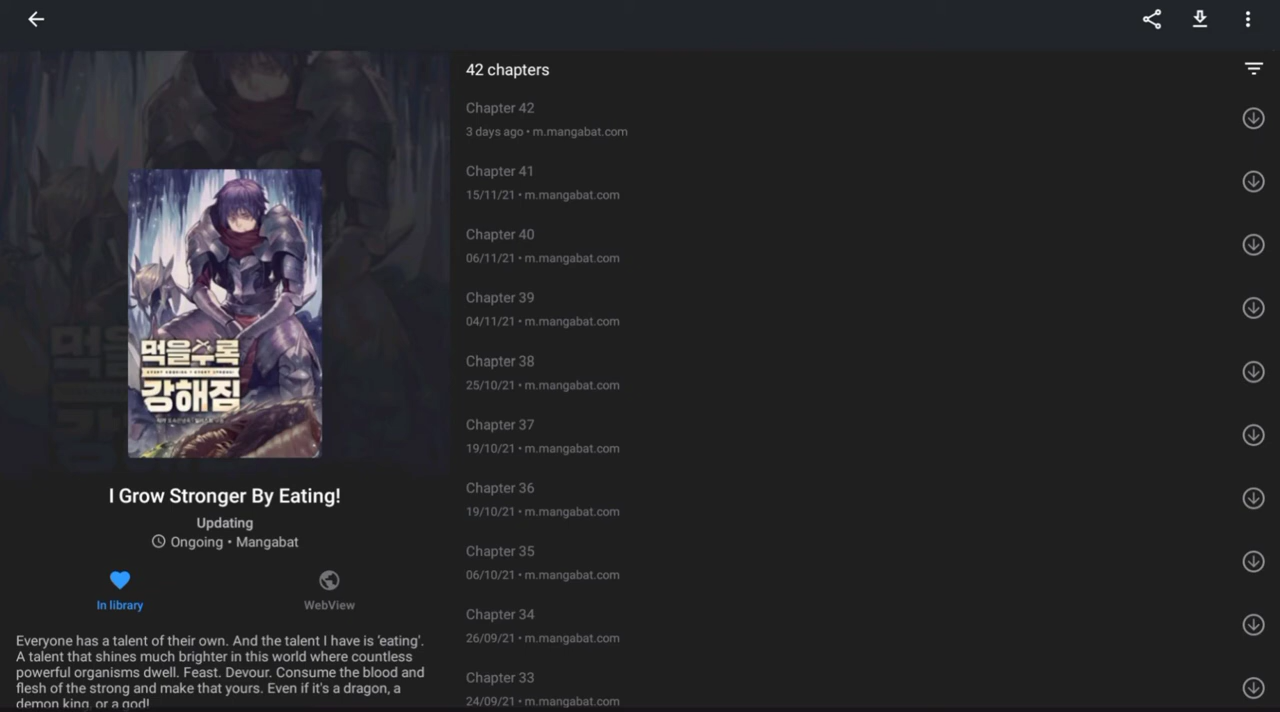 42 chapters
Chapter 42
3 days ago • m.mangabat.com
Chapter 41
15/11/21 • m.mangabat.com
Chapter 40
06/11/21 • m.mangabat.com
Chapter 39
04/11/21 • m.mangabat.com
Chapter 38
25/10/21 • m.mangabat.com
Chapter 37
19/10/21 • m.mangabat.com
Chapter 36
19/10/21 • m.mangabat.com
Chapter 35
06/10/21 • m.mangabat.com
Chapter 34
26/09/21 • m.mangabat.com
Chapter 33
24/09/21 • m.mangabat.com
먹을수록
강해짐
I Grow Stronger By Eating!
Updating
Ongoing • Mangabat
In library
WebView
Everyone has a talent of their own. And the talent I have is 'eating'.
A talent that shines much brighter in this world where countless
powerful organisms dwell. Feast. Devour. Consume the blood and
flesh of the strong and make that yours. Even if it's a dragon, a
demon king, or a god!